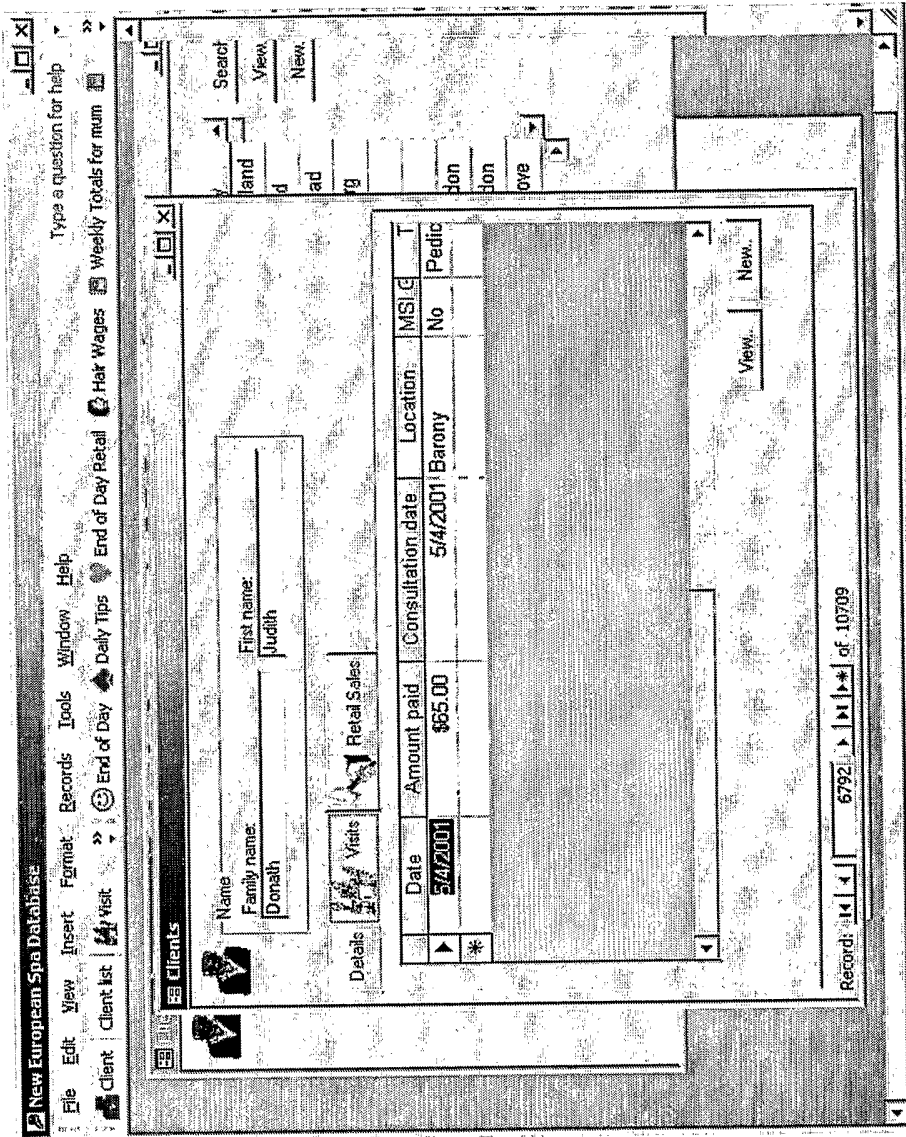 New European Spa Database
File Edit View Insert Format Records Tools Window Help Type a question for help
Client Client list Visit » End of Day Daily Tips End of Day Retail Hair Wages Weekly Totals for mum »
Clients
Name
Family name: First name:
Donath Judith
Details Visits Retail Sales
Date Amount paid Consultation date Location MSI G T
5/4/2001 $65.00 5/4/2001 Barony No Pedic
View.. New..
Record: 6792 of 10709
Search
View.
New.
land
d
ad
rg
don
don
ove